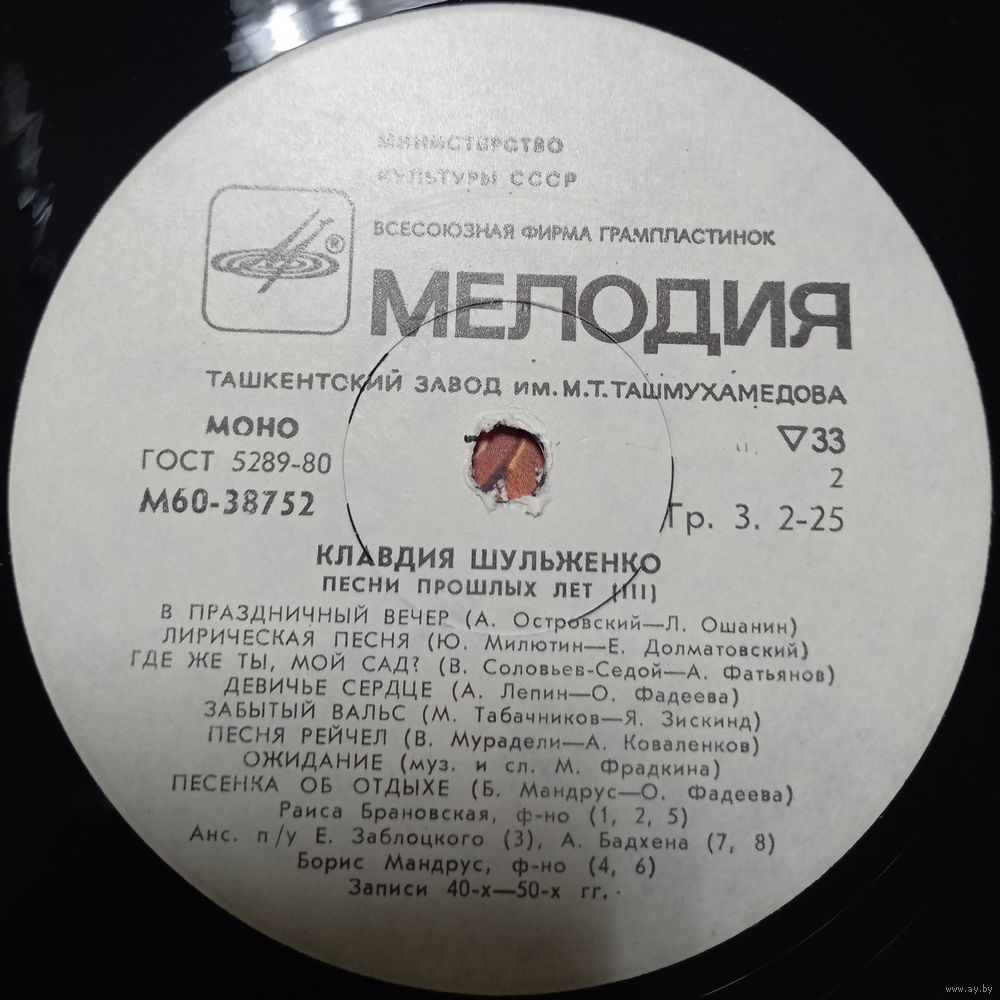 МИНИСТЕРСТВО
КУЛЬТУРЫ СССР
ВСЕСОЮЗНАЯ ФИРМА ГРАМПЛАСТИНОК
®
МЕЛОДИЯ
ТАШКЕНТСКИЙ ЗАВОД им. М.Т. ТАШМУХАМЕДОВА
МОНО
▽33
ГОСТ 5289-80
2
М60-38752
Гр. 3. 2-25
КЛАВДИЯ ШУЛЬЖЕНКО
ПЕСНИ ПРОШЛЫХ ЛЕТ (III)
В ПРАЗДНИЧНЫЙ ВЕЧЕР (А. Островский—Л. Ошанин)
ЛИРИЧЕСКАЯ ПЕСНЯ (Ю. Милютин—Е. Долматовский)
ГДЕ ЖЕ ТЫ, МОЙ САД? (В. Соловьев-Седой—А. Фатьянов)
ДЕВИЧЬЕ СЕРДЦЕ (А. Лепин—О. Фадеева)
ЗАБЫТЫЙ ВАЛЬС (М. Табачников—Я. Зискинд)
ПЕСНЯ РЕЙЧЕЛ (В. Мурадели—А. Коваленков)
ОЖИДАНИЕ (муз. и сл. М. Фрадкина)
ПЕСЕНКА ОБ ОТДЫХЕ (Б. Мандрус—О. Фадеева)
Раиса Брановская, ф-но (1, 2, 5)
Анс. п/у Е. Заблоцкого (3), А. Бадхена (7, 8)
Борис Мандрус, ф-но (4, 6)
Записи 40-х—50-х гг.
www.ay.by